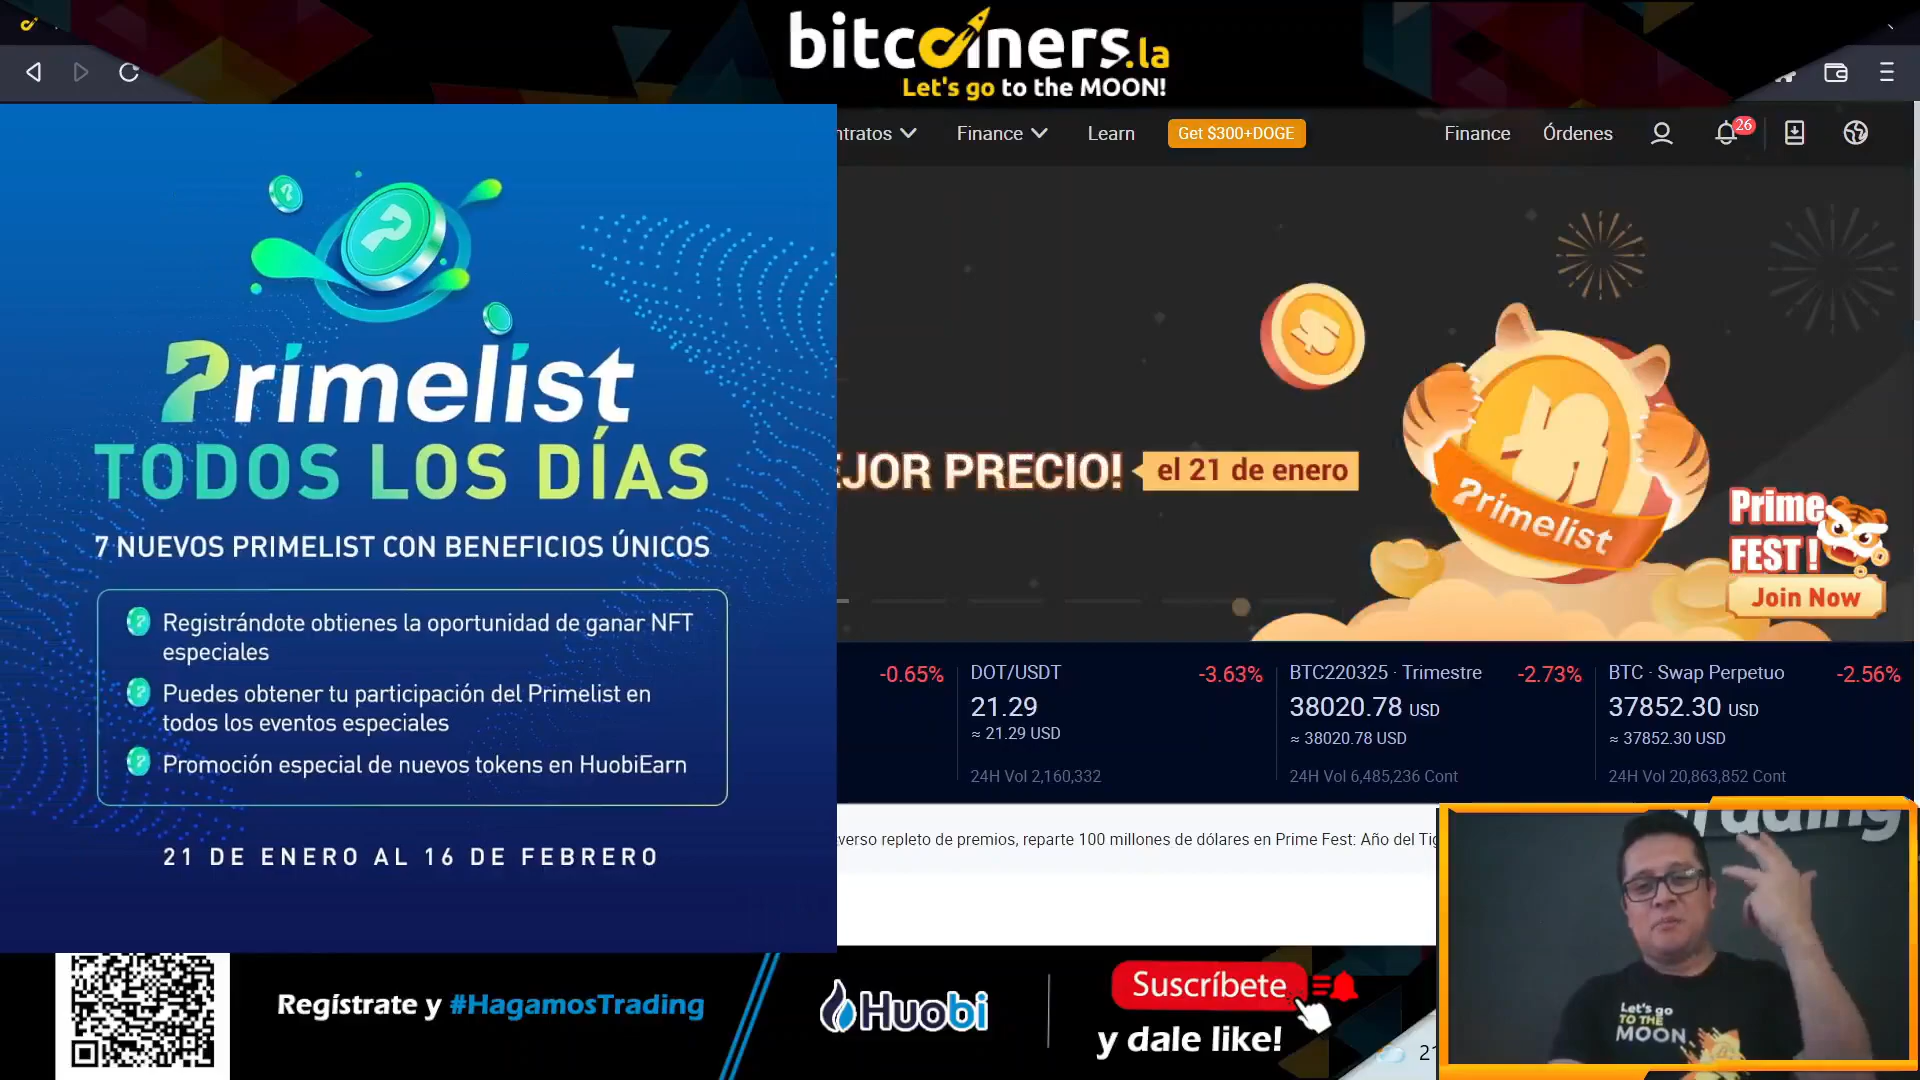 bitcoiners.la
Let's go to the MOON!
Finance
Learn
Get $300+DOGE
Finance
Órdenes
26
Primelist
TODOS LOS DÍAS
7 NUEVOS PRIMELIST CON BENEFICIOS ÚNICOS
Registrándote obtienes la oportunidad de ganar NFT
especiales
Puedes obtener tu participación del Primelist en
todos los eventos especiales
Promoción especial de nuevos tokens en HuobiEarn
21 DE ENERO AL 16 DE FEBRERO
PRECIO!
el 21 de enero
Primelist
Prime
FEST !
Join Now
-0.65%
DOT/USDT
-3.63%
21.29
≈ 21.29 USD
24H Vol 2,160,332
BTC220325 · Trimestre
-2.73%
38020.78 USD
≈ 38020.78 USD
24H Vol 6,485,236 Cont
BTC · Swap Perpetuo
-2.56%
37852.30 USD
≈ 37852.30 USD
24H Vol 20,863,852 Cont
repleto de premios, reparte 100 millones de dólares en Prime Fest: Año del
Trading
Let's go
TO THE
MOON
Regístrate y #HagamosTrading
Huobi
Suscríbete
y dale like!